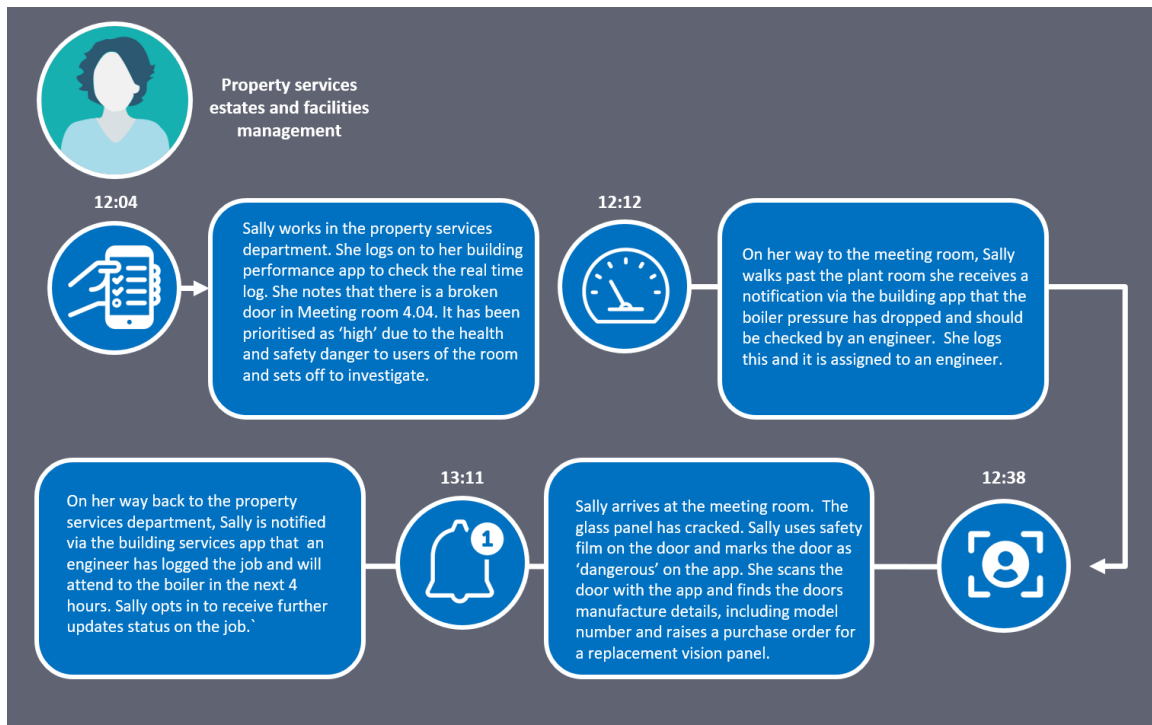 Property services
estates and facilities
management
12:04
Sally works in the property services
department. She logs on to her building
performance app to check the real time
log. She notes that there is a broken
door in Meeting room 4.04. It has been
prioritised as ‘high’ due to the health
and safety danger to users of the room
and sets off to investigate.
12:12
On her way to the meeting room, Sally
walks past the plant room she receives a
notification via the building app that the
boiler pressure has dropped and should
be checked by an engineer.  She logs
this and it is assigned to an engineer.
12:38
Sally arrives at the meeting room.  The
glass panel has cracked. Sally uses safety
film on the door and marks the door as
‘dangerous’ on the app. She scans the
door with the app and finds the doors
manufacture details, including model
number and raises a purchase order for
a replacement vision panel.
13:11
1
On her way back to the property
services department, Sally is notified
via the building services app that  an
engineer has logged the job and will
attend to the boiler in the next 4
hours. Sally opts in to receive further
updates status on the job.`